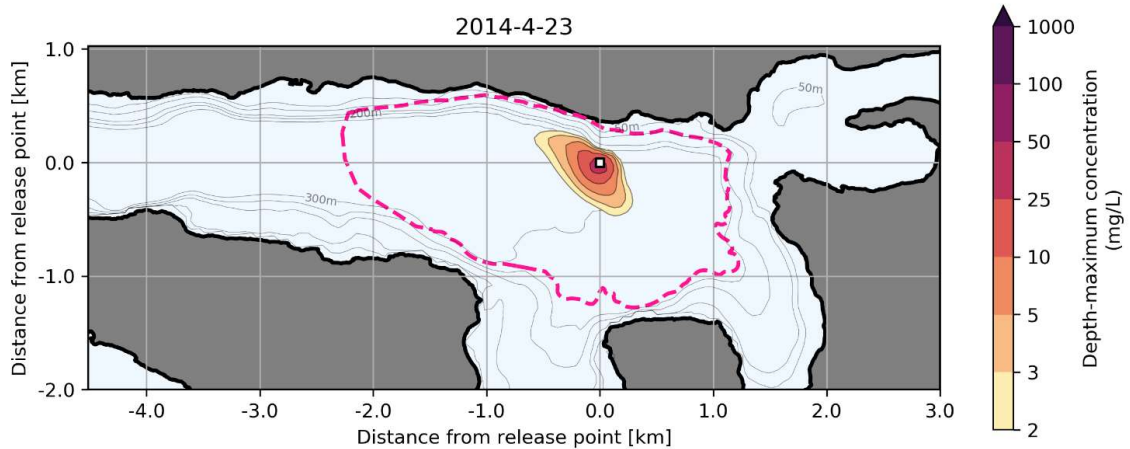 2014-4-23
Distance from release point [km]
1.0
0.0
-1.0
-2.0
50m
200m
50m
300m
-4.0 -3.0 -2.0 -1.0 0.0 1.0 2.0 3.0
Distance from release point [km]
1000
100
50
25
10
5
3
2
Depth-maximum concentration
(mg/L)